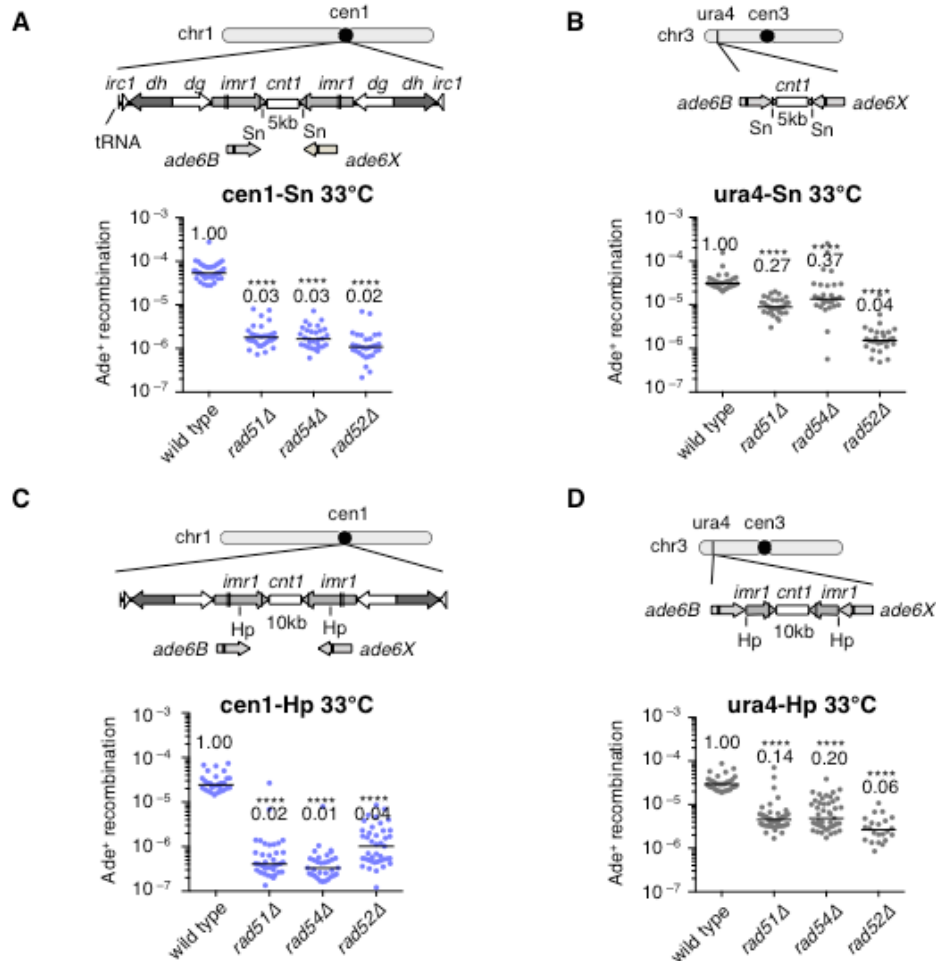 A
cen1
chr1
irc1 dh dg imr1 cnt1 imr1 dg dh irc1
tRNA
Sn 5kb Sn
ade6B ade6X
cen1-Sn 33°C
Ade⁺ recombination
10⁻³
10⁻⁴
10⁻⁵
10⁻⁶
10⁻⁷
1.00
**** **** ****
0.03 0.03 0.02
wild type rad51Δ rad54Δ rad52Δ
B
ura4 cen3
chr3
cnt1
ade6B ade6X
Sn 5kb Sn
ura4-Sn 33°C
Ade⁺ recombination
10⁻³
10⁻⁴
10⁻⁵
10⁻⁶
10⁻⁷
1.00
**** **** ****
0.27 0.37 0.04
wild type rad51Δ rad54Δ rad52Δ
C
cen1
chr1
imr1 cnt1 imr1
Hp 10kb Hp
ade6B ade6X
cen1-Hp 33°C
Ade⁺ recombination
10⁻³
10⁻⁴
10⁻⁵
10⁻⁶
10⁻⁷
1.00
**** **** ****
0.02 0.01 0.04
wild type rad51Δ rad54Δ rad52Δ
D
ura4 cen3
chr3
imr1 cnt1 imr1
ade6B ade6X
Hp 10kb Hp
ura4-Hp 33°C
Ade⁺ recombination
10⁻³
10⁻⁴
10⁻⁵
10⁻⁶
10⁻⁷
1.00
**** **** ****
0.14 0.20 0.06
wild type rad51Δ rad54Δ rad52Δ